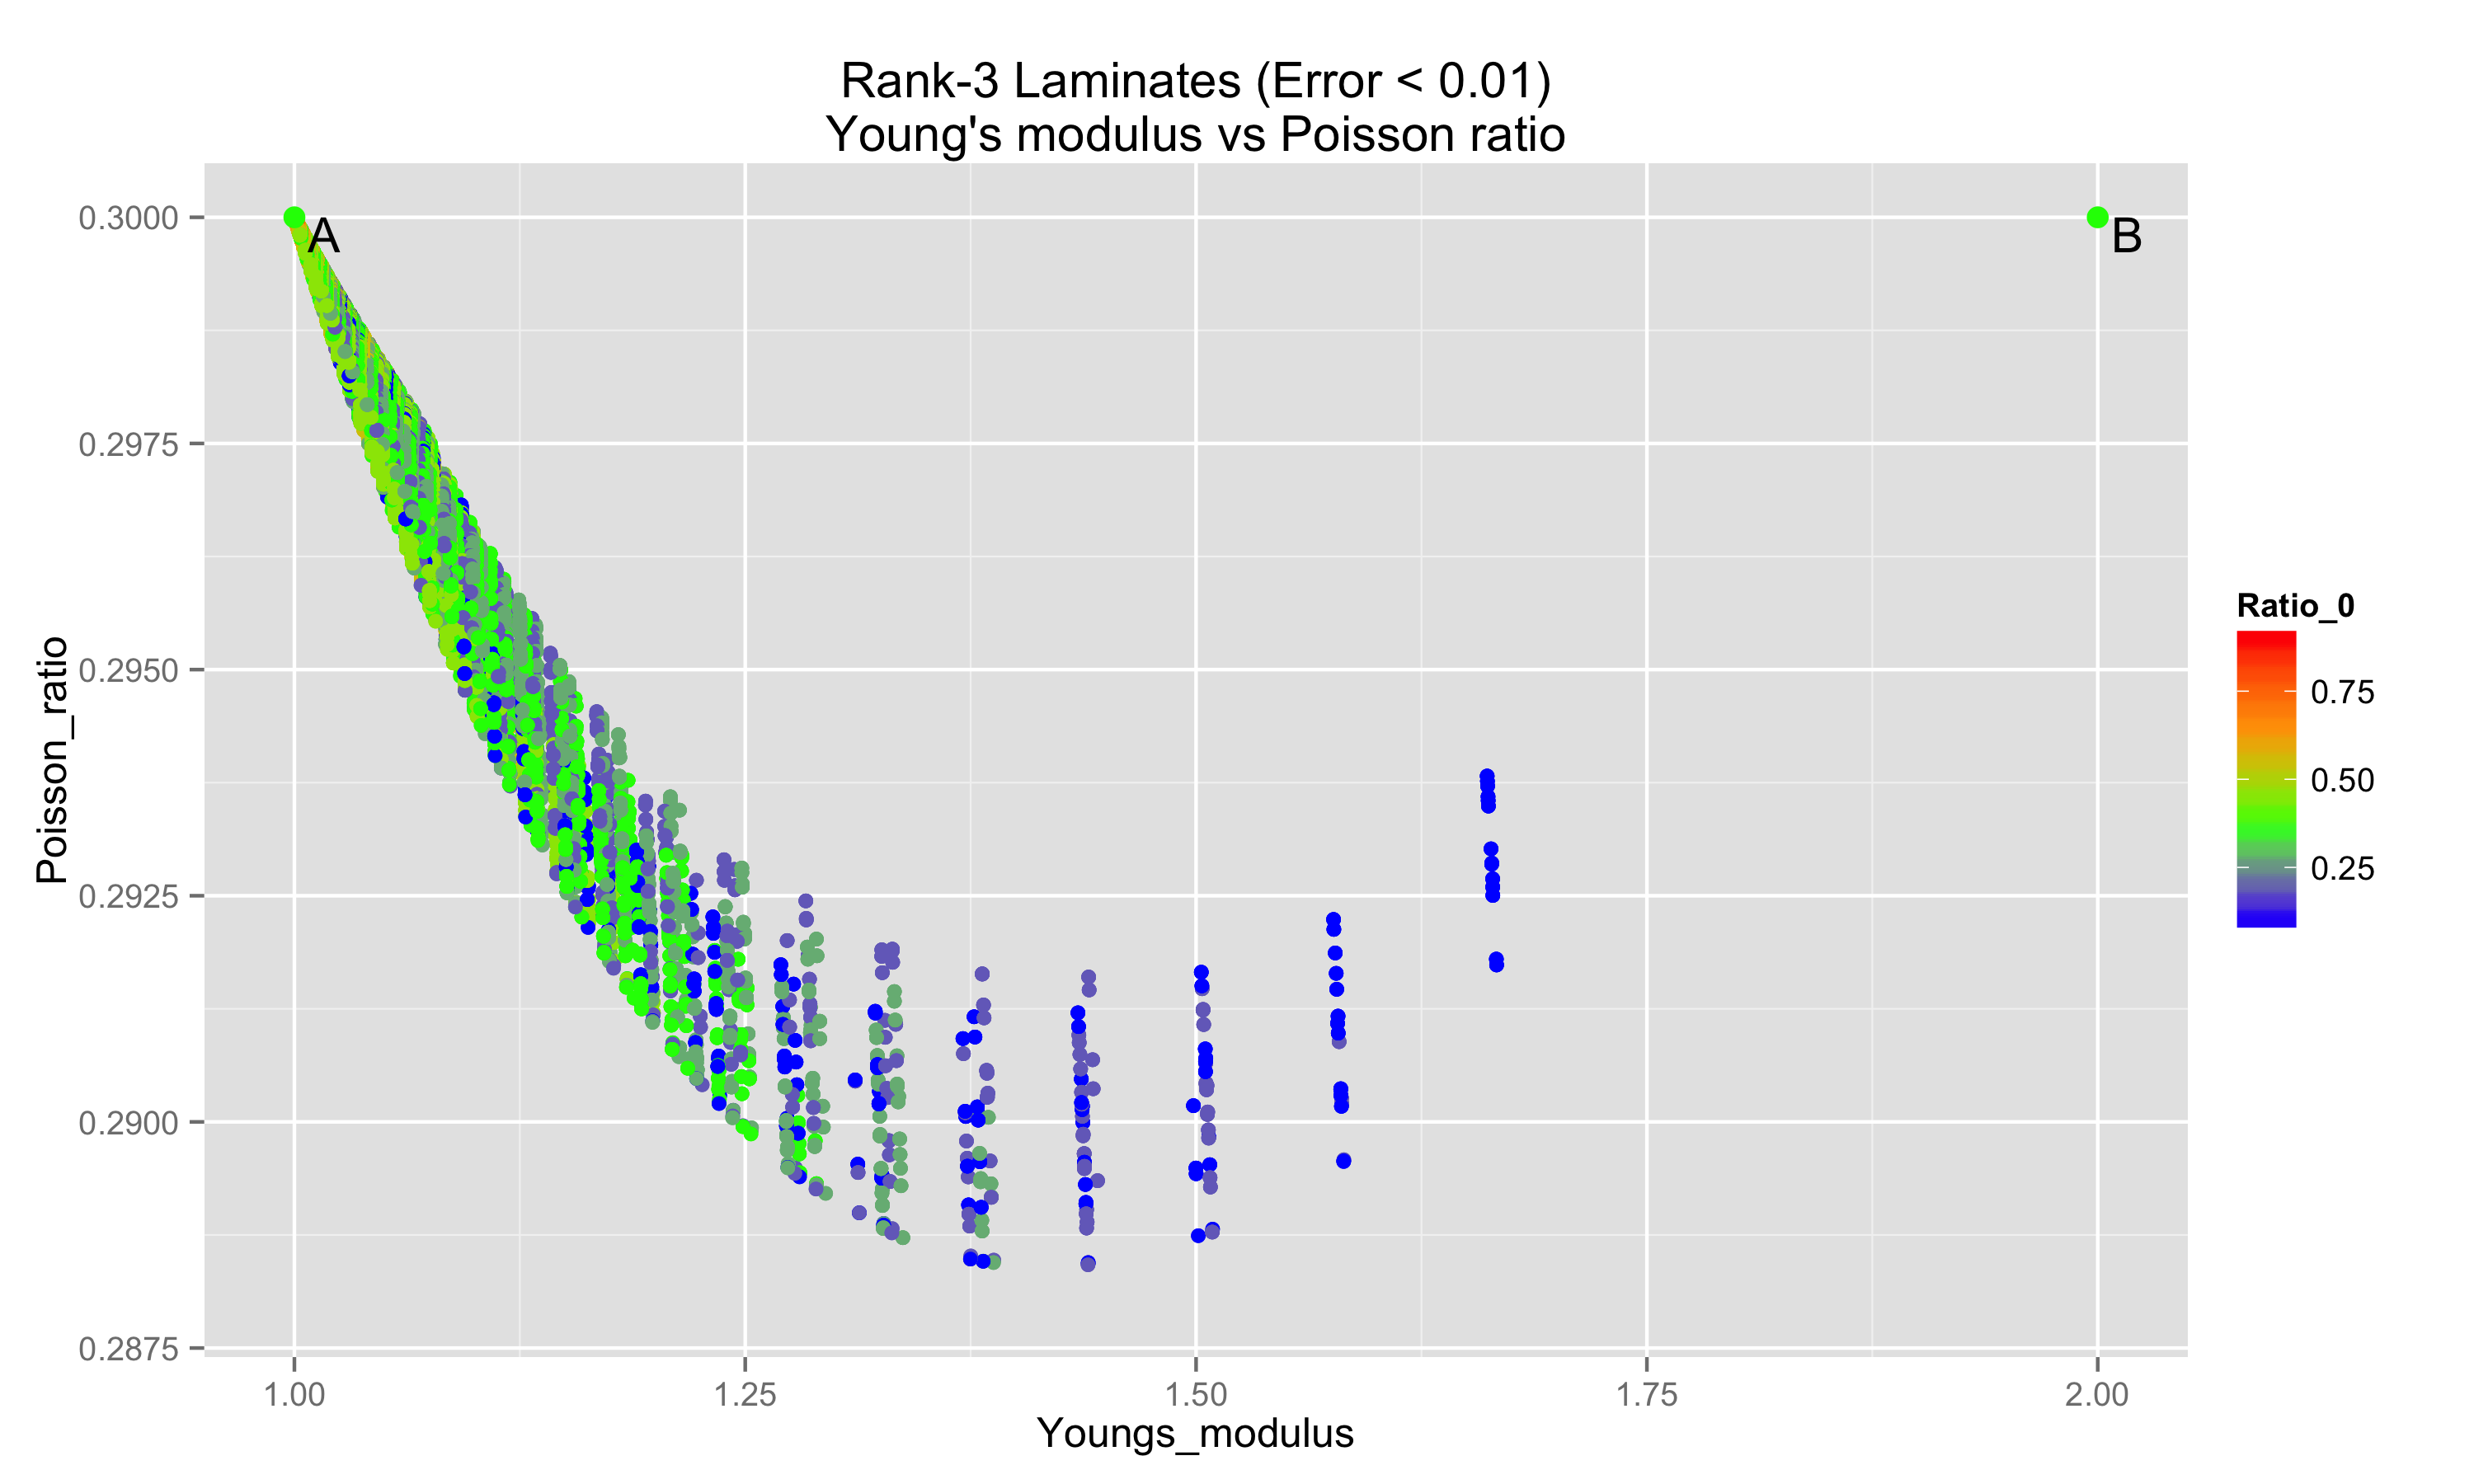 Rank-3 Laminates (Error < 0.01)
Young's modulus vs Poisson ratio
0.3000
0.2975
0.2950
0.2925
0.2900
0.2875
Poisson_ratio
A
B
1.00
1.25
1.50
1.75
2.00
Youngs_modulus
Ratio_0
0.75
0.50
0.25